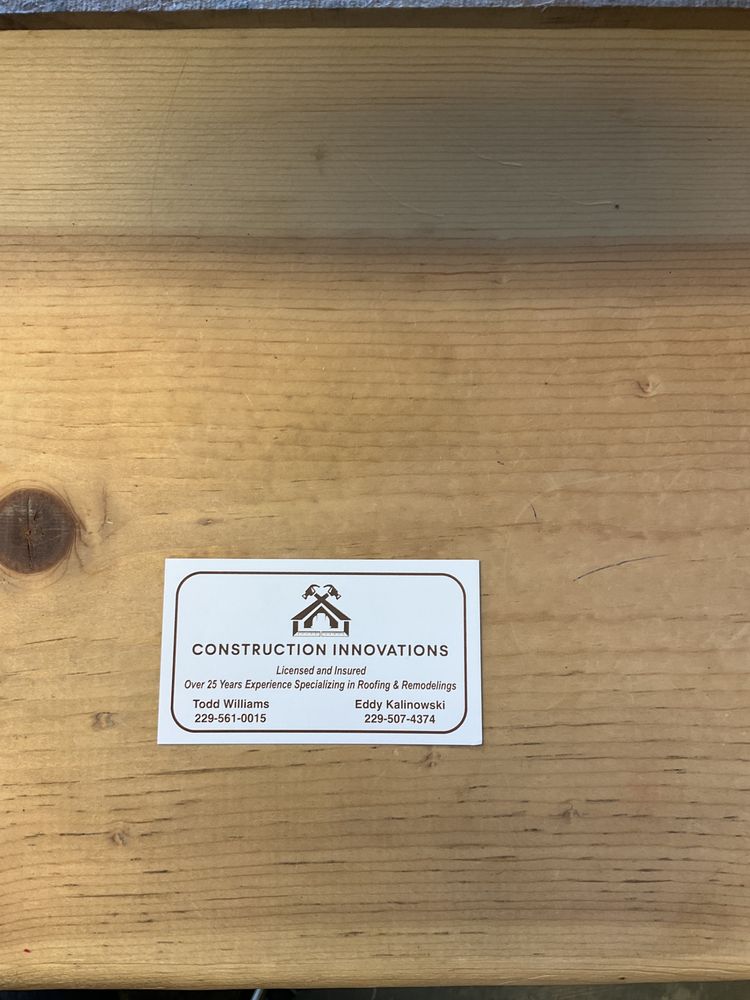 CONSTRUCTION INNOVATIONS
Licensed and Insured
Over 25 Years Experience Specializing in Roofing & Remodelings
Todd Williams Eddy Kalinowski
229-561-0015 229-507-4374